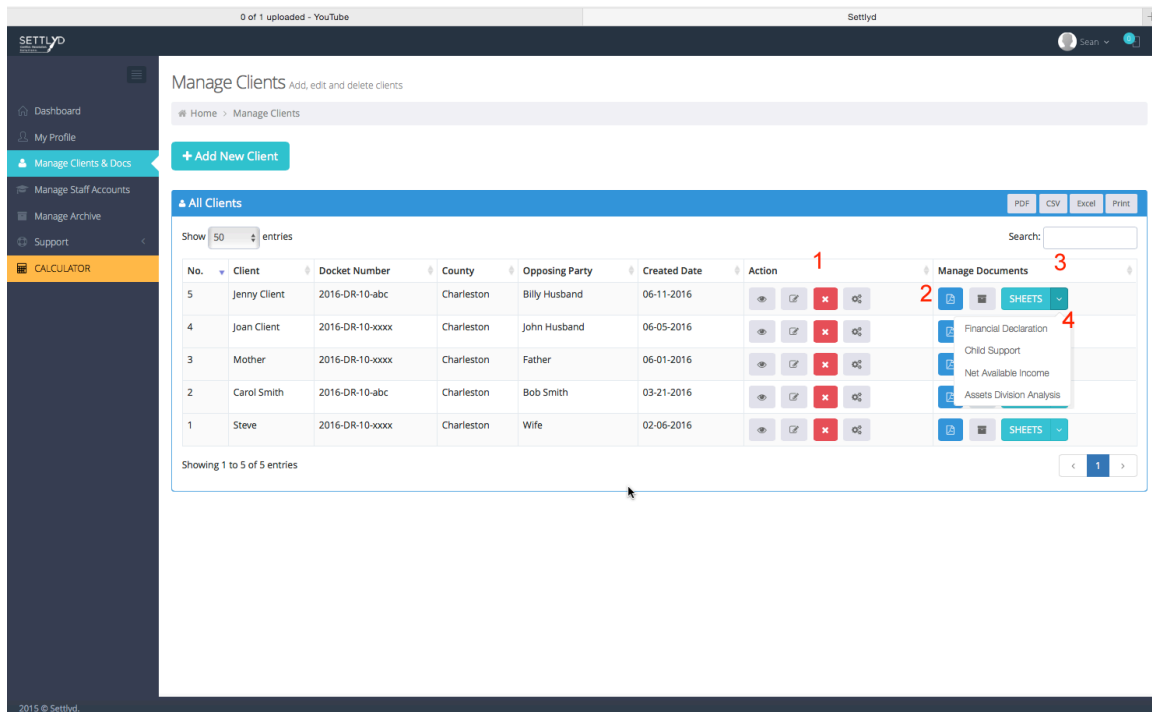 0 of 1 uploaded - YouTube Settlyd
SETTLYD
Sean 0
Manage Clients Add, edit and delete clients
Home > Manage Clients
Dashboard
My Profile
Manage Clients & Docs
Manage Staff Accounts
Manage Archive
Support
CALCULATOR
+ Add New Client
All Clients PDF CSV Excel Print
Show 50 entries Search:
1 3
No. Client Docket Number County Opposing Party Created Date Action Manage Documents
5 Jenny Client 2016-DR-10-abc Charleston Billy Husband 06-11-2016 2 SHEETS
4
4 Joan Client 2016-DR-10-xxxx Charleston John Husband 06-05-2016
3 Mother 2016-DR-10-xxxx Charleston Father 06-01-2016
2 Carol Smith 2016-DR-10-abc Charleston Bob Smith 03-21-2016
1 Steve 2016-DR-10-xxxx Charleston Wife 02-06-2016 SHEETS
Financial Declaration
Child Support
Net Available Income
Assets Division Analysis
Showing 1 to 5 of 5 entries < 1 >
2015 © Settlyd.